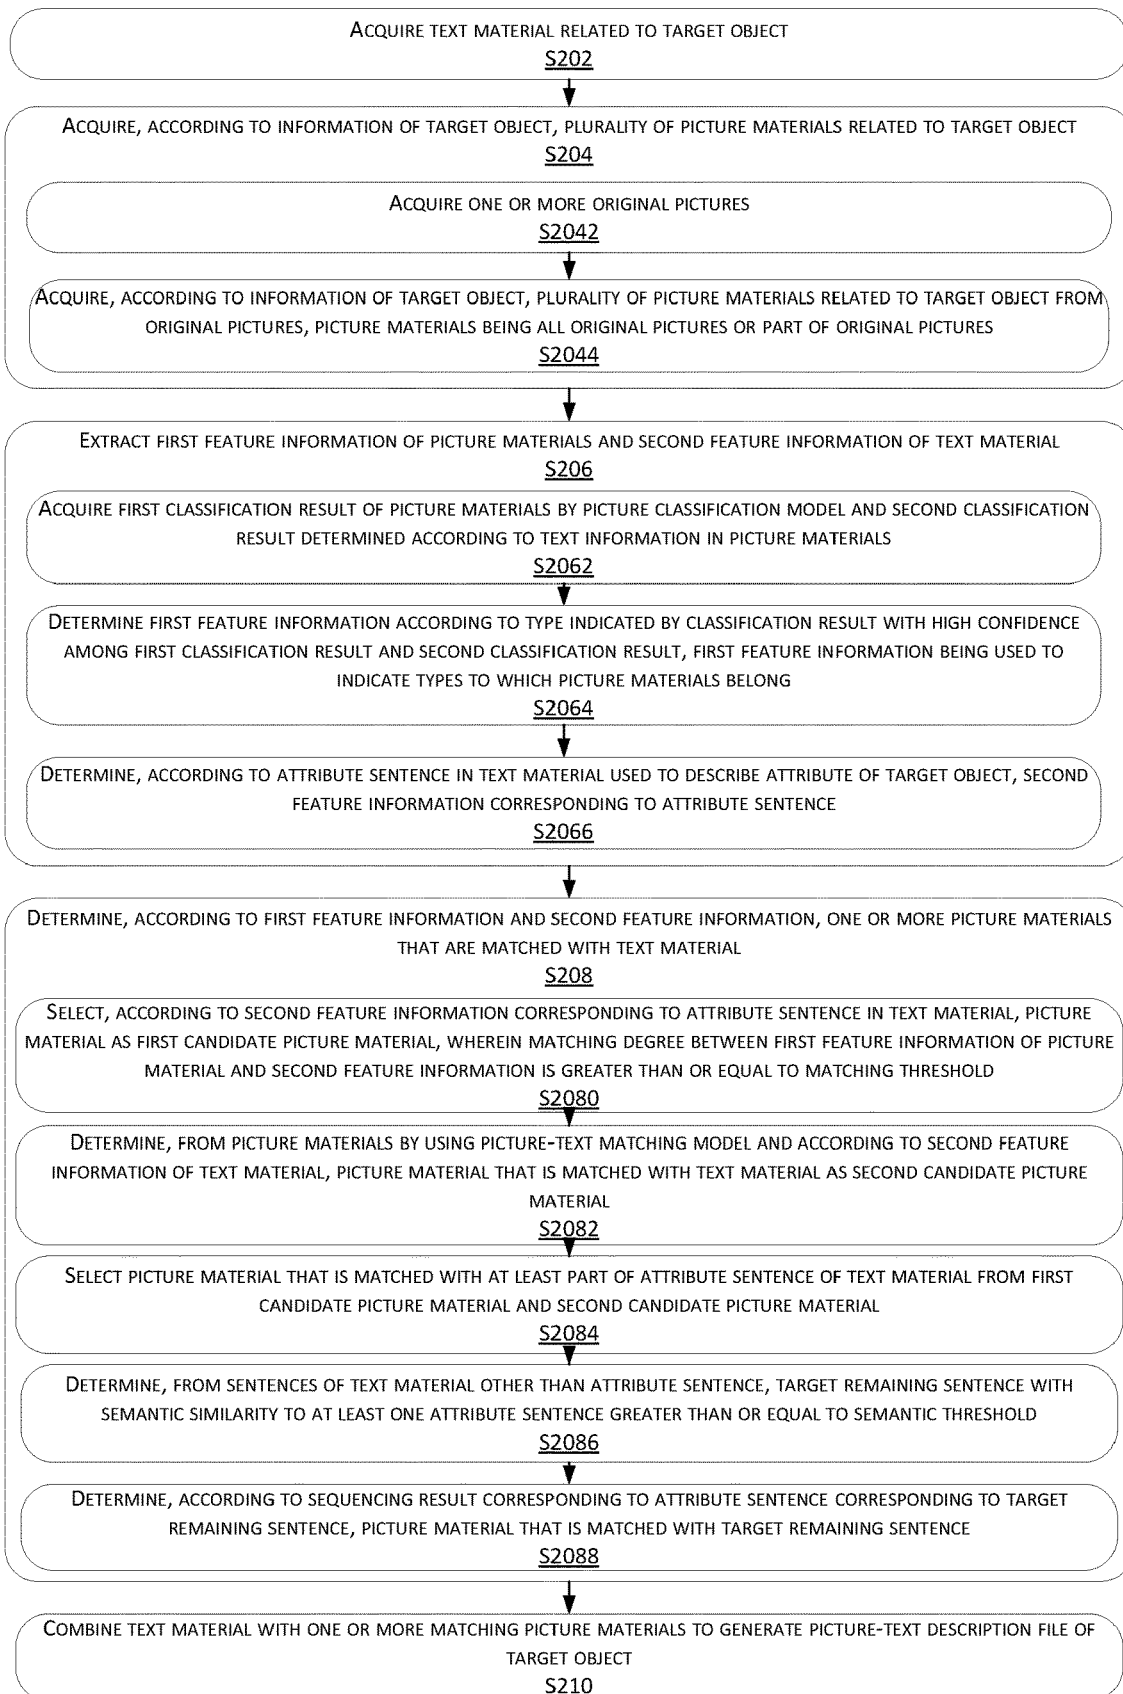 ACQUIRE TEXT MATERIAL RELATED TO TARGET OBJECT
S202
ACQUIRE, ACCORDING TO INFORMATION OF TARGET OBJECT, PLURALITY OF PICTURE MATERIALS RELATED TO TARGET OBJECT
S204
ACQUIRE ONE OR MORE ORIGINAL PICTURES
S2042
ACQUIRE, ACCORDING TO INFORMATION OF TARGET OBJECT, PLURALITY OF PICTURE MATERIALS RELATED TO TARGET OBJECT FROM
ORIGINAL PICTURES, PICTURE MATERIALS BEING ALL ORIGINAL PICTURES OR PART OF ORIGINAL PICTURES
S2044
EXTRACT FIRST FEATURE INFORMATION OF PICTURE MATERIALS AND SECOND FEATURE INFORMATION OF TEXT MATERIAL
S206
ACQUIRE FIRST CLASSIFICATION RESULT OF PICTURE MATERIALS BY PICTURE CLASSIFICATION MODEL AND SECOND CLASSIFICATION
RESULT DETERMINED ACCORDING TO TEXT INFORMATION IN PICTURE MATERIALS
S2062
DETERMINE FIRST FEATURE INFORMATION ACCORDING TO TYPE INDICATED BY CLASSIFICATION RESULT WITH HIGH CONFIDENCE
AMONG FIRST CLASSIFICATION RESULT AND SECOND CLASSIFICATION RESULT, FIRST FEATURE INFORMATION BEING USED TO
INDICATE TYPES TO WHICH PICTURE MATERIALS BELONG
S2064
DETERMINE, ACCORDING TO ATTRIBUTE SENTENCE IN TEXT MATERIAL USED TO DESCRIBE ATTRIBUTE OF TARGET OBJECT, SECOND
FEATURE INFORMATION CORRESPONDING TO ATTRIBUTE SENTENCE
S2066
DETERMINE, ACCORDING TO FIRST FEATURE INFORMATION AND SECOND FEATURE INFORMATION, ONE OR MORE PICTURE MATERIALS
THAT ARE MATCHED WITH TEXT MATERIAL
S208
SELECT, ACCORDING TO SECOND FEATURE INFORMATION CORRESPONDING TO ATTRIBUTE SENTENCE IN TEXT MATERIAL, PICTURE
MATERIAL AS FIRST CANDIDATE PICTURE MATERIAL, WHEREIN MATCHING DEGREE BETWEEN FIRST FEATURE INFORMATION OF PICTURE
MATERIAL AND SECOND FEATURE INFORMATION IS GREATER THAN OR EQUAL TO MATCHING THRESHOLD
S2080
DETERMINE, FROM PICTURE MATERIALS BY USING PICTURE-TEXT MATCHING MODEL AND ACCORDING TO SECOND FEATURE
INFORMATION OF TEXT MATERIAL, PICTURE MATERIAL THAT IS MATCHED WITH TEXT MATERIAL AS SECOND CANDIDATE PICTURE
MATERIAL
S2082
SELECT PICTURE MATERIAL THAT IS MATCHED WITH AT LEAST PART OF ATTRIBUTE SENTENCE OF TEXT MATERIAL FROM FIRST
CANDIDATE PICTURE MATERIAL AND SECOND CANDIDATE PICTURE MATERIAL
S2084
DETERMINE, FROM SENTENCES OF TEXT MATERIAL OTHER THAN ATTRIBUTE SENTENCE, TARGET REMAINING SENTENCE WITH
SEMANTIC SIMILARITY TO AT LEAST ONE ATTRIBUTE SENTENCE GREATER THAN OR EQUAL TO SEMANTIC THRESHOLD
S2086
DETERMINE, ACCORDING TO SEQUENCING RESULT CORRESPONDING TO ATTRIBUTE SENTENCE CORRESPONDING TO TARGET
REMAINING SENTENCE, PICTURE MATERIAL THAT IS MATCHED WITH TARGET REMAINING SENTENCE
S2088
COMBINE TEXT MATERIAL WITH ONE OR MORE MATCHING PICTURE MATERIALS TO GENERATE PICTURE-TEXT DESCRIPTION FILE OF
TARGET OBJECT
S210